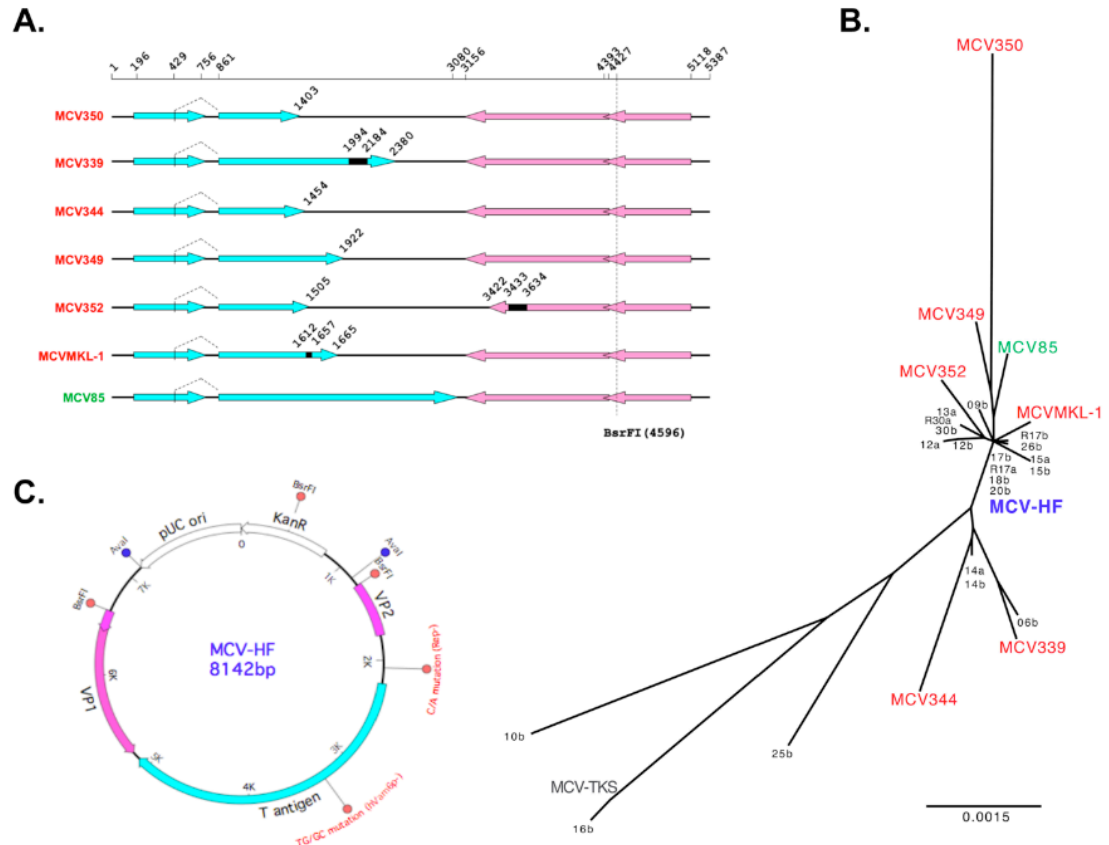 A.
1
196
429
756
861
3080
3156
4393
4427
5118
5387
MCV350
1403
MCV339
1994
2184
2380
MCV344
1454
MCV349
1922
MCV352
1505
3422
3433
3634
MCVMKL-1
1612
1657
1665
MCV85
BsrFI(4596)
B.
MCV350
MCV349
MCV85
MCV352
09b
MCVMKL-1
13a
R30a
30b
12a
12b
R17b
26b
17b
15a
15b
R17a
18b
20b
MCV-HF
14a
14b
06b
MCV339
MCV344
10b
25b
MCV-TKS
16b
0.0015
C.
BsrFI
KanR
pUC ori
0
AvaI
AvaI
BsrFI
BsrFI
1K
7K
VP2
2K
C/A mutation (Rep-)
MCV-HF
8142bp
6K
VP1
5K
4K
3K
T antigen